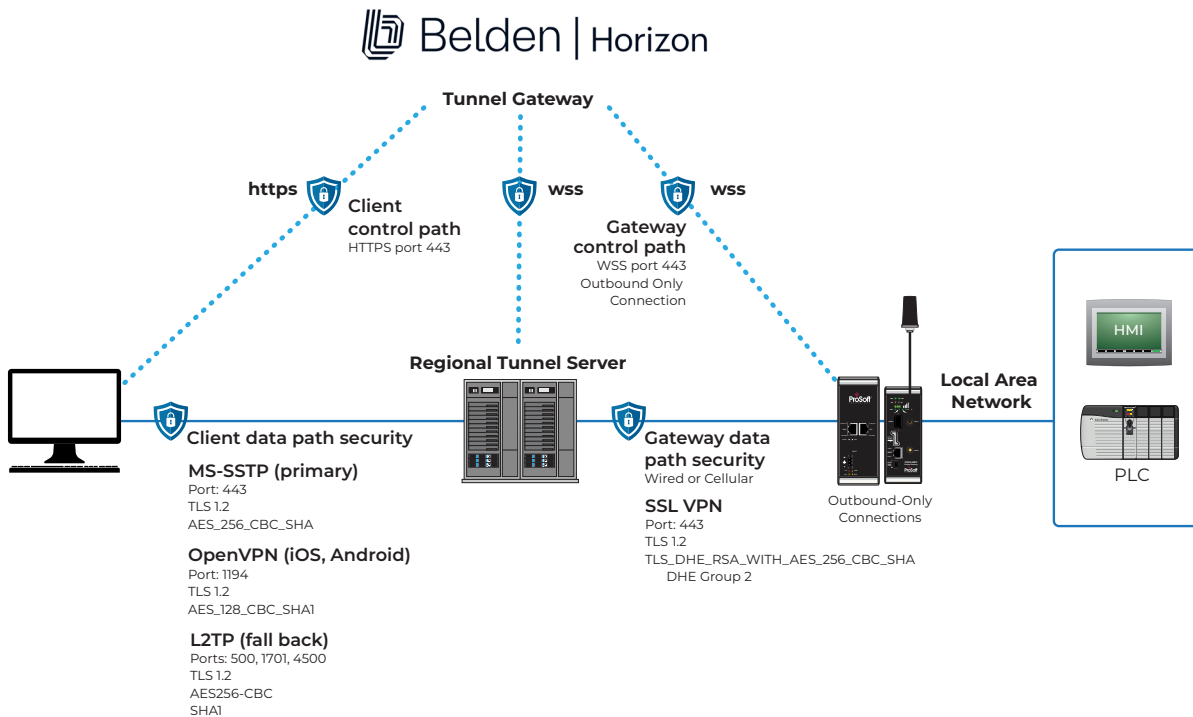 Belden | Horizon
Tunnel Gateway
https
wss
wss
Client
control path
HTTPS port 443
Gateway
control path
WSS port 443
Outbound Only
Connection
Regional Tunnel Server
HMI
ProSoft
ProSoft
Local Area
Network
PLC
Client data path security
MS-SSTP (primary)
Port: 443
TLS 1.2
AES_256_CBC_SHA
OpenVPN (iOS, Android)
Port: 1194
TLS 1.2
AES_128_CBC_SHA1
L2TP (fall back)
Ports: 500, 1701, 4500
TLS 1.2
AES256-CBC
SHA1
Gateway data
path security
Wired or Cellular
SSL VPN
Port: 443
TLS 1.2
TLS_DHE_RSA_WITH_AES_256_CBC_SHA
DHE Group 2
Outbound-Only
Connections